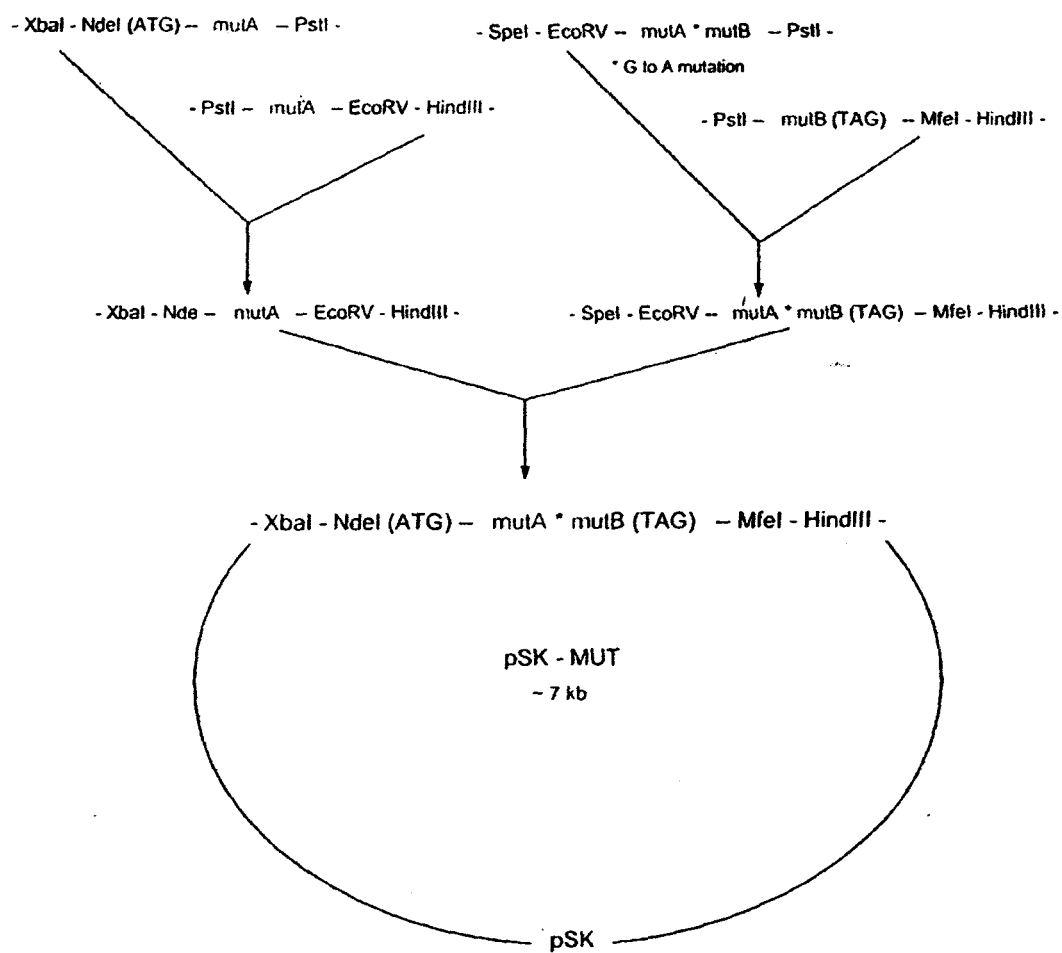 - XbaI - NdeI (ATG) -- mutA -- PstI -
- SpeI - EcoRV -- mutA * mutB -- PstI -
* G to A mutation
- PstI -- mutA -- EcoRV - HindIII -
- PstI -- mutB (TAG) -- MfeI - HindIII -
- XbaI - Nde -- mutA -- EcoRV - HindIII -
- SpeI - EcoRV -- mutA * mutB (TAG) -- MfeI - HindIII -
- XbaI - NdeI (ATG) -- mutA * mutB (TAG) -- MfeI - HindIII -
pSK - MUT
~ 7 kb
pSK